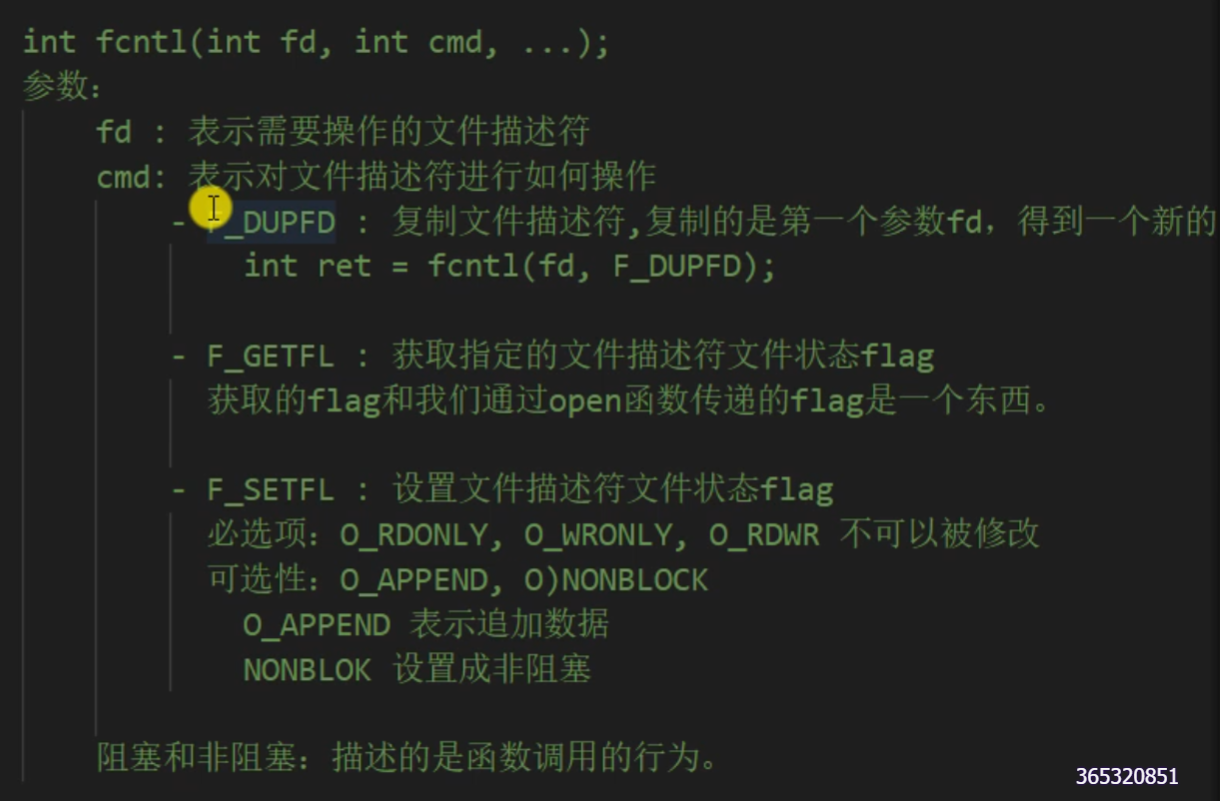 int fcntl(int fd, int cmd, ...);
参数：
fd : 表示需要操作的文件描述符
cmd: 表示对文件描述符进行如何操作
- F_DUPFD : 复制文件描述符,复制的是第一个参数fd，得到一个新的
int ret = fcntl(fd, F_DUPFD);
- F_GETFL : 获取指定的文件描述符文件状态flag
获取的flag和我们通过open函数传递的flag是一个东西。
- F_SETFL : 设置文件描述符文件状态flag
必选项：O_RDONLY, O_WRONLY, O_RDWR 不可以被修改
可选性：O_APPEND, O)NONBLOCK
O_APPEND 表示追加数据
NONBLOK 设置成非阻塞
阻塞和非阻塞：描述的是函数调用的行为。
365320851